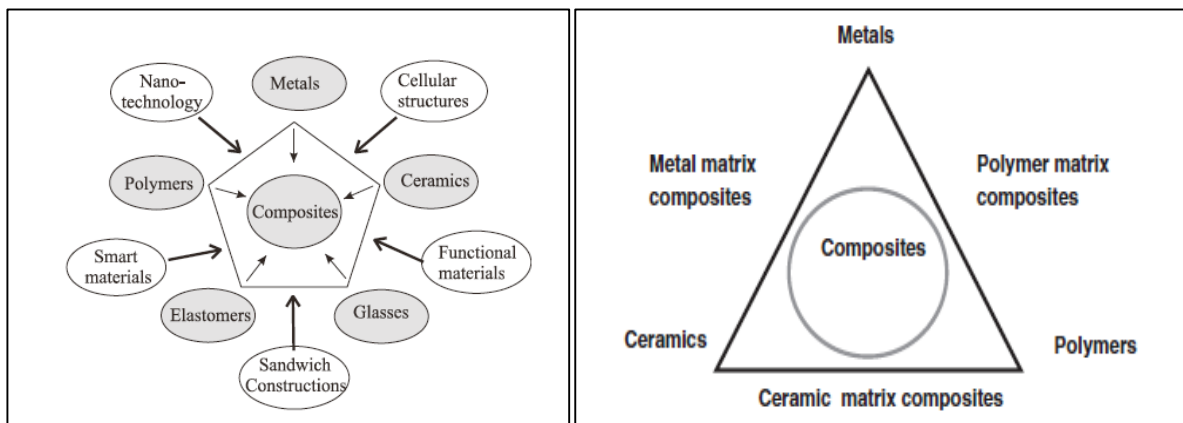 Nano-
technology
Metals
Cellular
structures
Polymers
Ceramics
Composites
Smart
materials
Functional
materials
Elastomers
Glasses
Sandwich
Constructions
Metals
Metal matrix
composites
Polymer matrix
composites
Composites
Ceramics
Polymers
Ceramic matrix composites